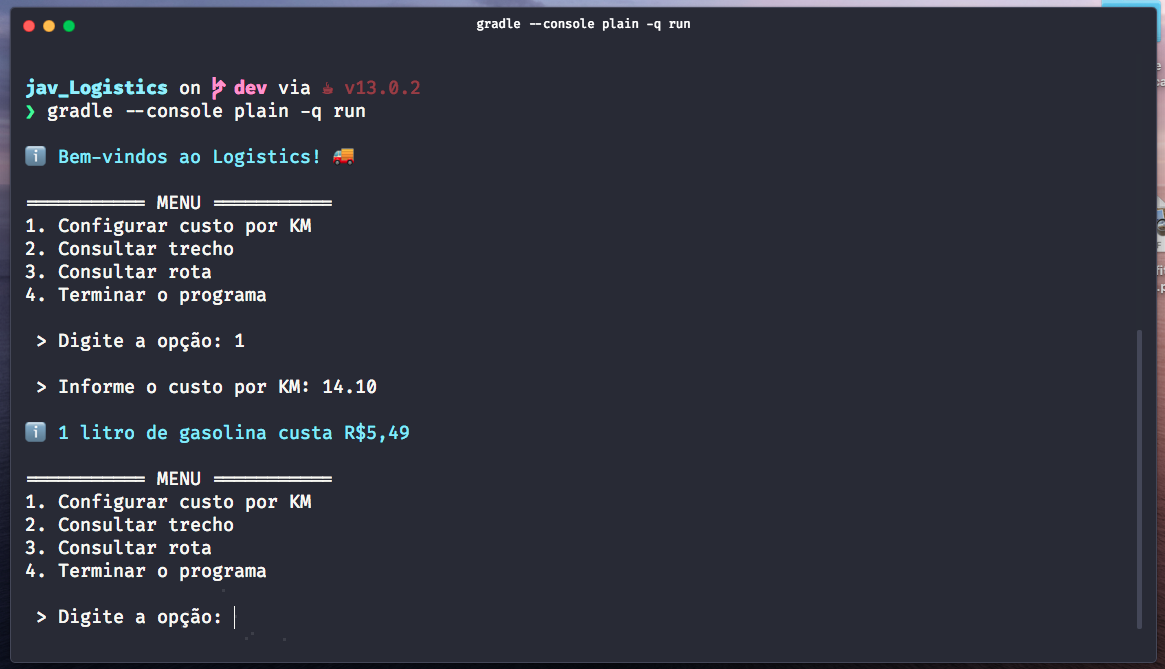 gradle --console plain -q run
jav_Logistics on dev via v13.0.2
❯ gradle --console plain -q run
ℹ️ Bem-vindos ao Logistics! 🚚
═══════════ MENU ═══════════
1. Configurar custo por KM
2. Consultar trecho
3. Consultar rota
4. Terminar o programa
> Digite a opção: 1
> Informe o custo por KM: 14.10
ℹ️ 1 litro de gasolina custa R$5,49
═══════════ MENU ═══════════
1. Configurar custo por KM
2. Consultar trecho
3. Consultar rota
4. Terminar o programa
> Digite a opção: